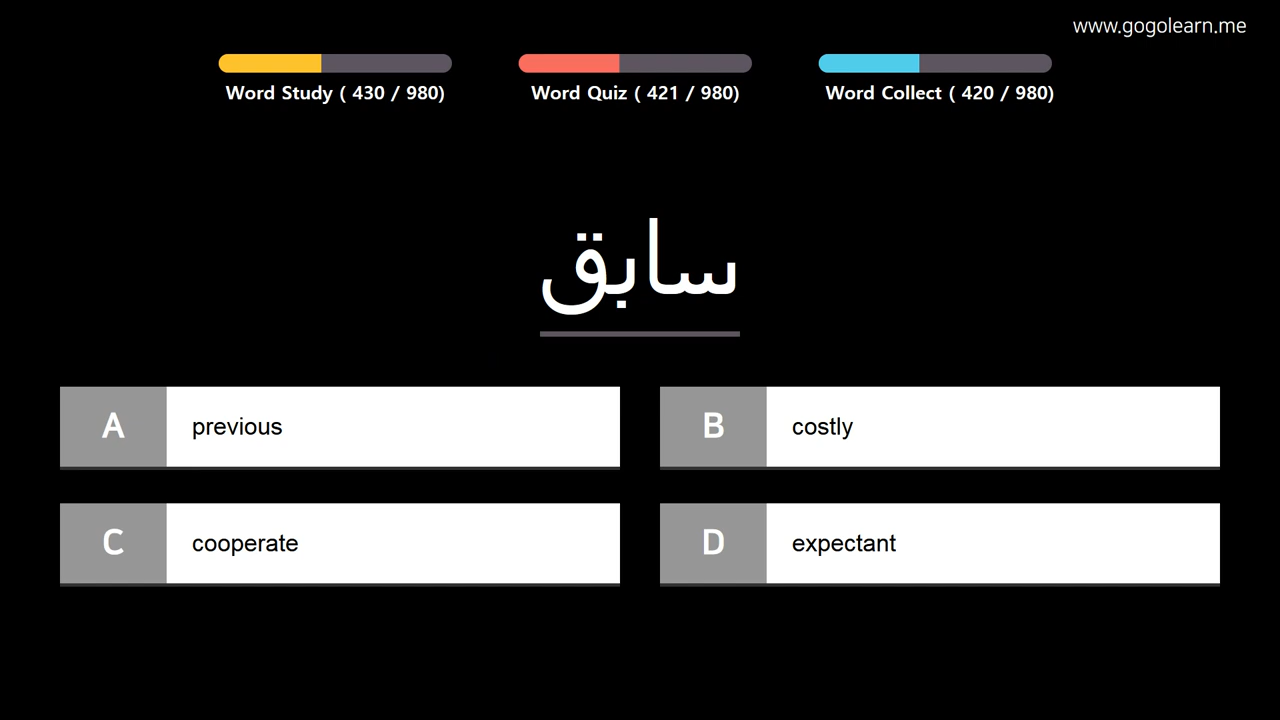 www.gogolearn.me
Word Study ( 430 / 980)
Word Quiz ( 421 / 980)
Word Collect ( 420 / 980)
سابق
A previous
B costly
C cooperate
D expectant